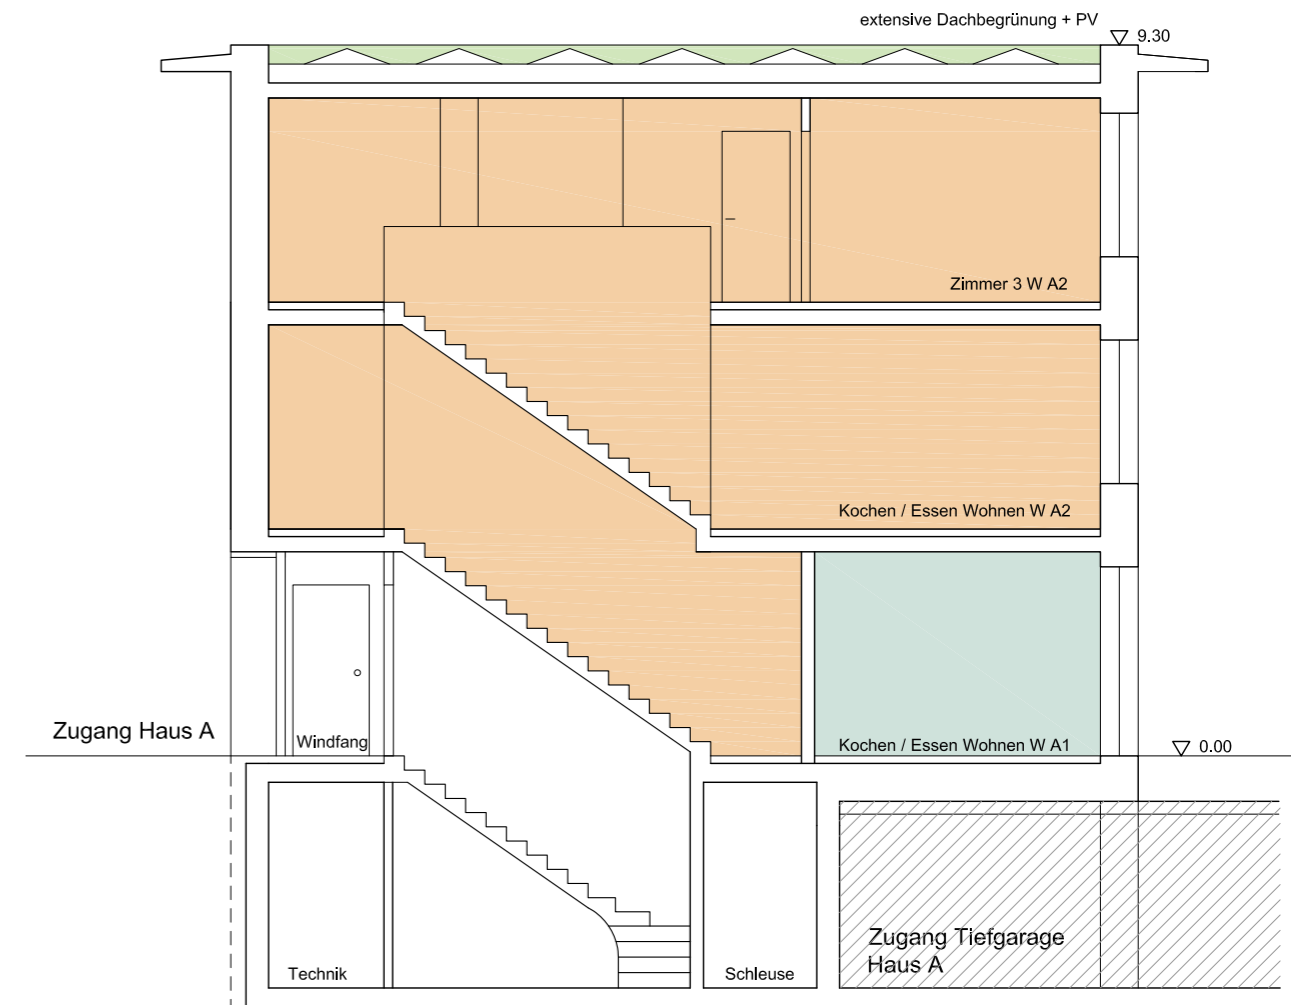 extensive Dachbegrünung + PV
9.30
Zimmer 3 W A2
Kochen / Essen Wohnen W A2
Zugang Haus A
Windfang
Kochen / Essen Wohnen W A1
0.00
Technik
Schleuse
Zugang Tiefgarage
Haus A